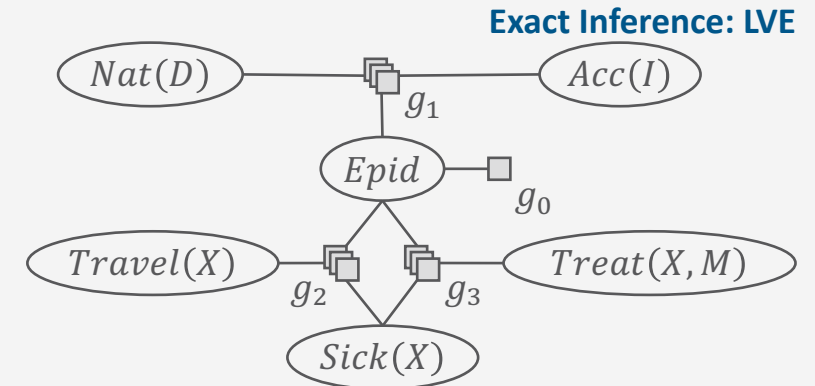 Exact Inference: LVE
Nat(D)
Acc(I)
g₁
Epid
g₀
Travel(X)
Treat(X, M)
g₂
g₃
Sick(X)